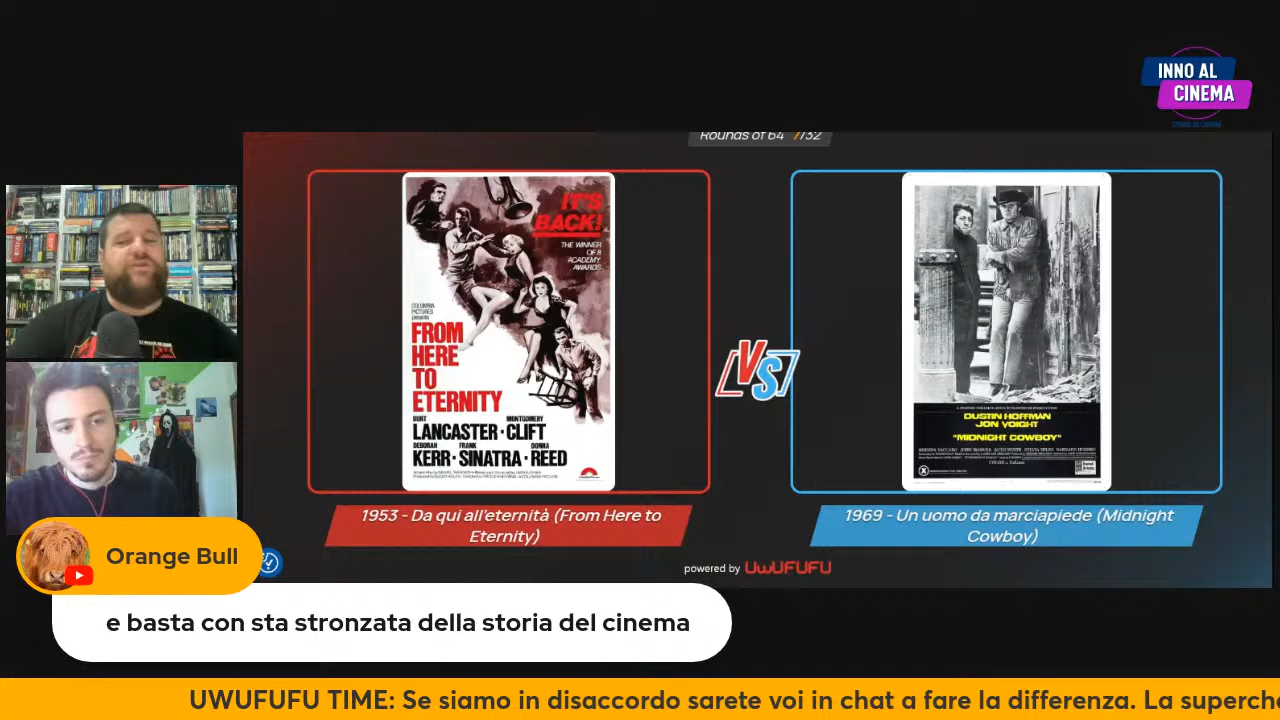 INNO AL
CINEMA
Rounds of 64 7/32
IT'S
BACK!
THE WINNER
OF 8
ACADEMY
AWARDS
COLUMBIA
PICTURES
presents
FROM
HERE
TO
ETERNITY
BURT MONTGOMERY
LANCASTER · CLIFT
DEBORAH FRANK DONNA
KERR · SINATRA · REED
VS
DUSTIN HOFFMAN
JON VOIGHT
"MIDNIGHT COWBOY"
1953 - Da qui all'eternità (From Here to
Eternity)
1969 - Un uomo da marciapiede (Midnight
Cowboy)
powered by UWUFUFU
Orange Bull
e basta con sta stronzata della storia del cinema
UWUFUFU TIME: Se siamo in disaccordo sarete voi in chat a fare la differenza. La superch